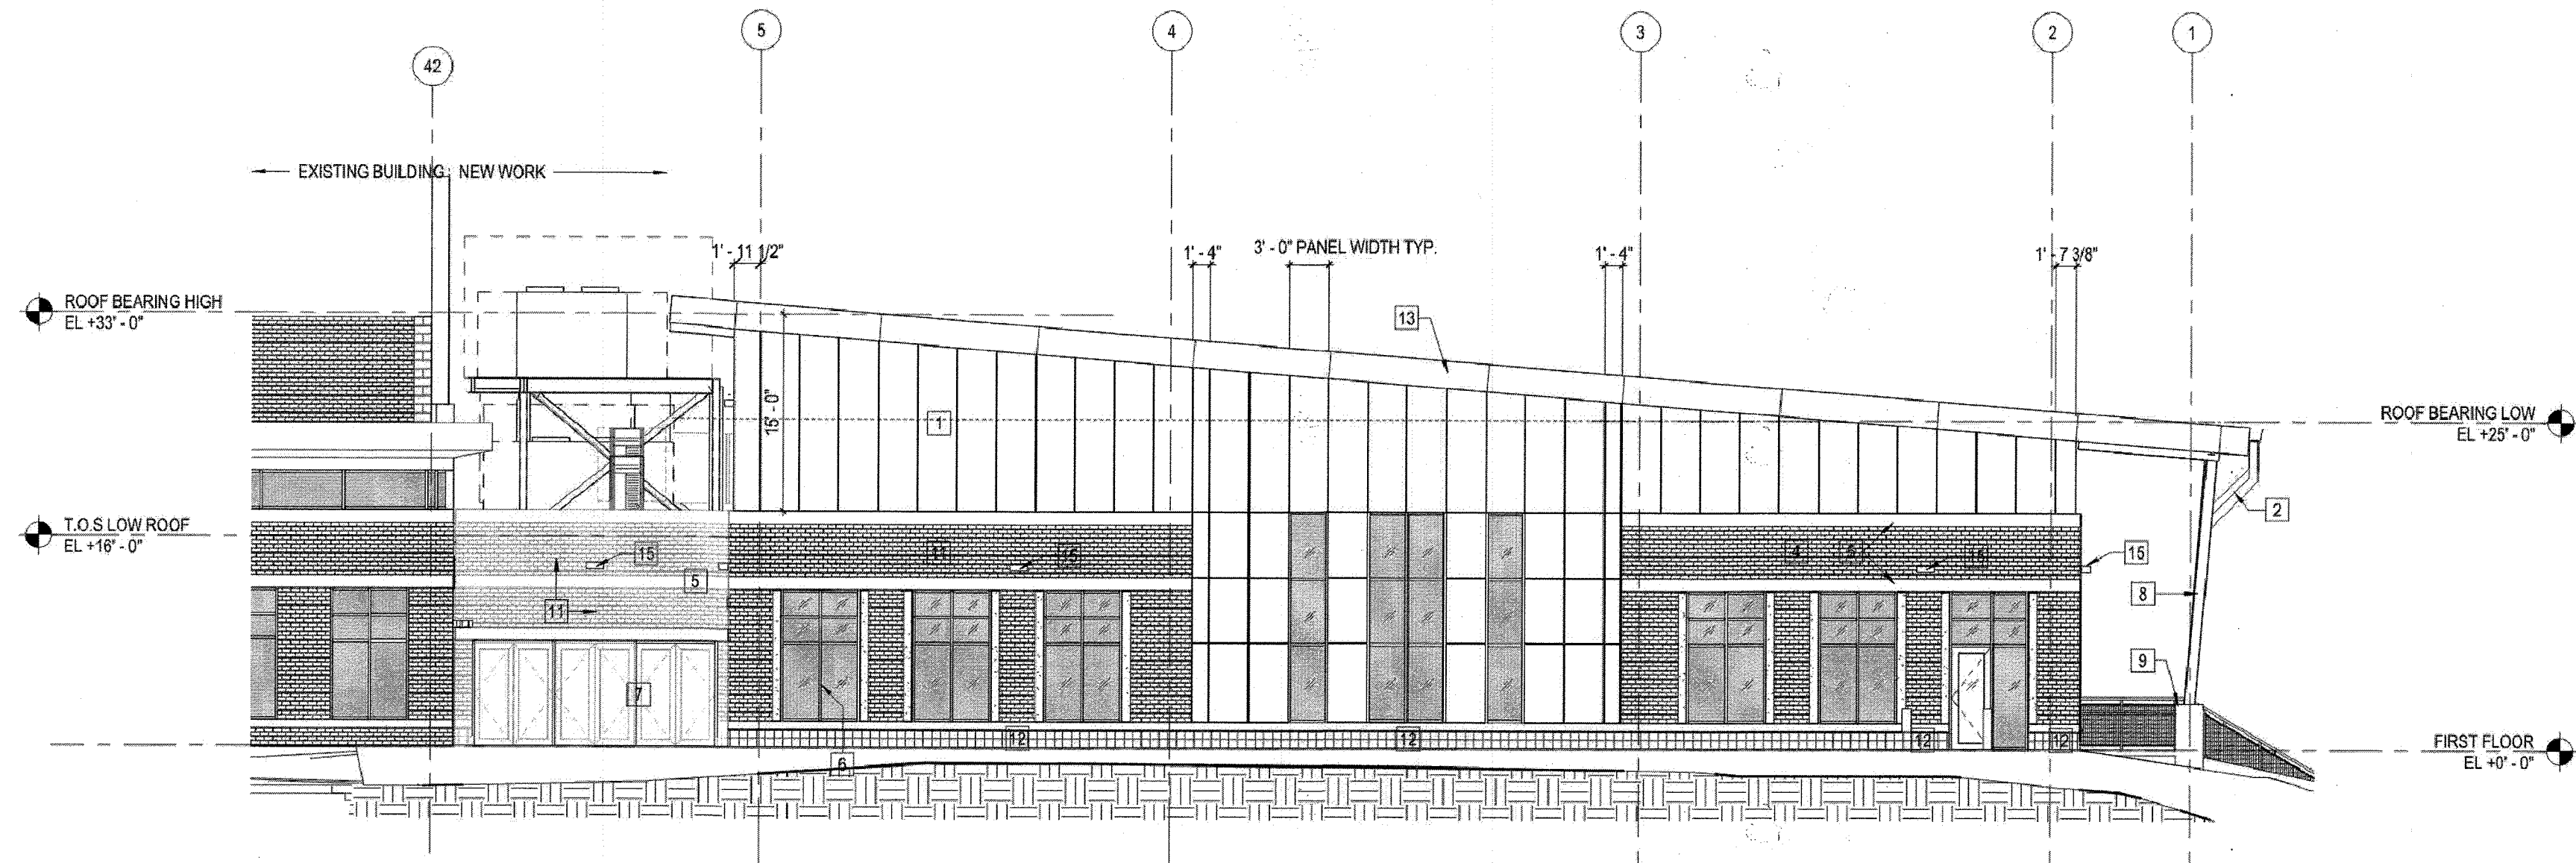 5
4
3
2
1
42
EXISTING BUILDING
NEW WORK
1' - 11 1/2"
1' - 4"
3' - 0" PANEL WIDTH TYP.
1' - 4"
1' - 7 3/8"
ROOF BEARING HIGH
EL +33' - 0"
13
15' - 0"
1
ROOF BEARING LOW
EL +25' - 0"
2
T.O.S LOW ROOF
EL +16' - 0"
15
11
15
4
5
15
15
5
11
8
9
7
12
12
12
12
6
FIRST FLOOR
EL +0' - 0"